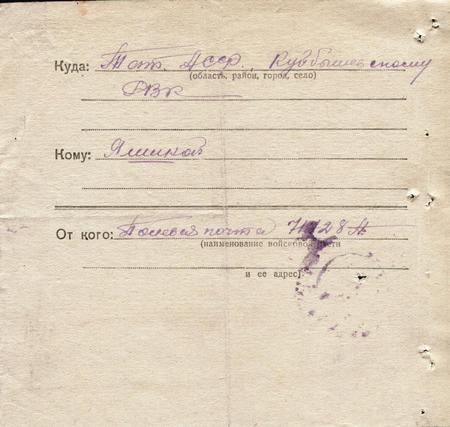 Куда: Тат. АССР, Куйбышевскому
(область, район, город, село)
РВК
Кому: Яшиной
От кого: Полевая почта
(наименование войсковой части
и ее адрес)